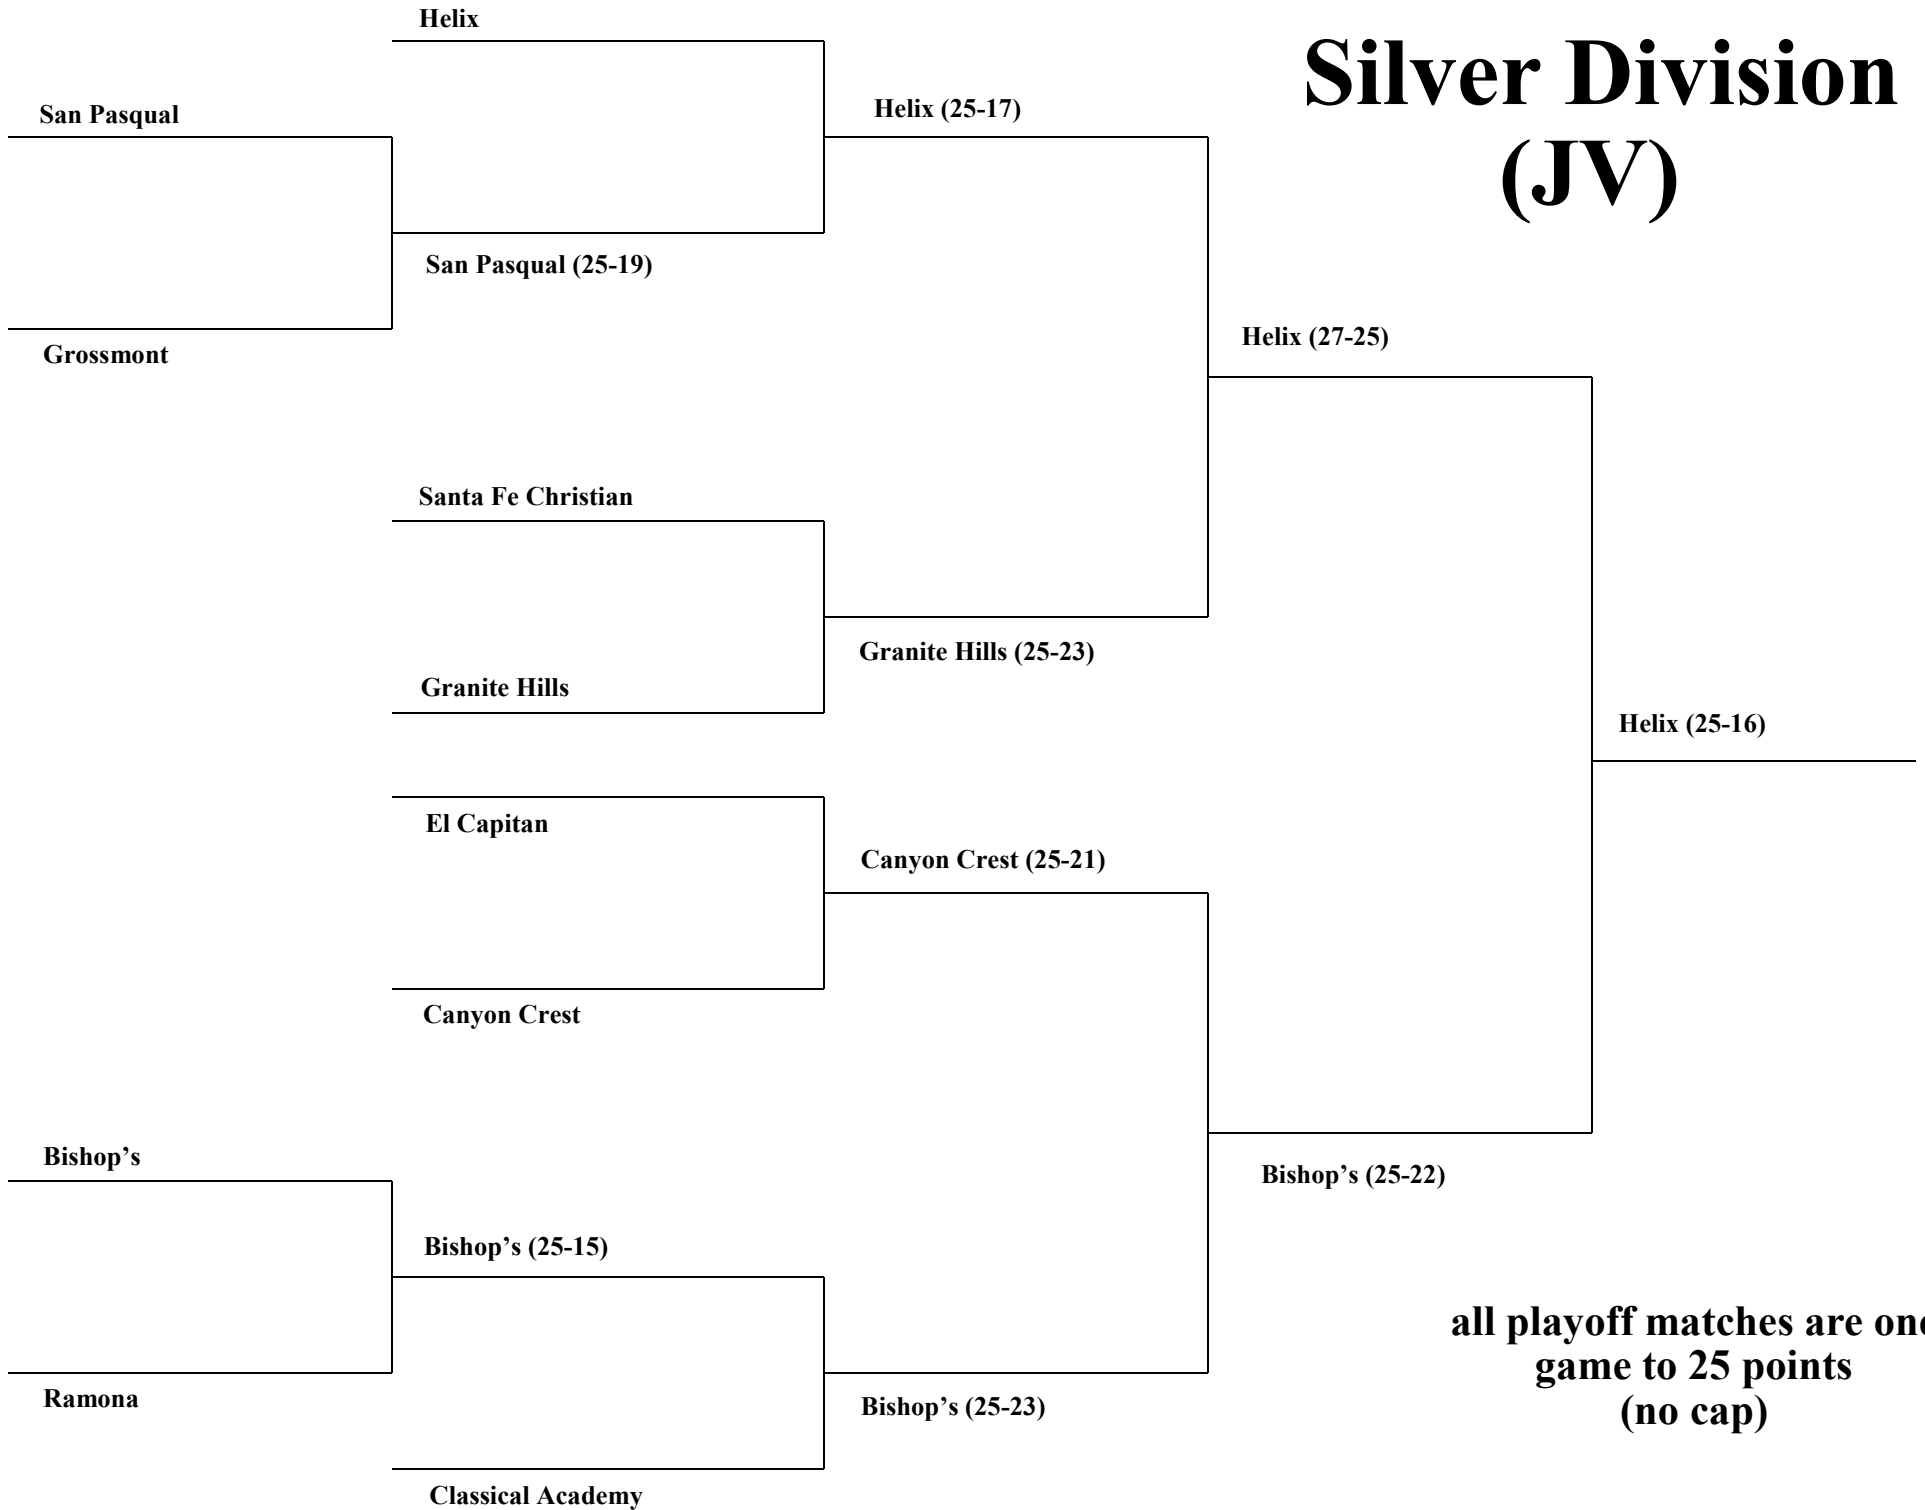 Helix
Silver Division
(JV)
San Pasqual
Helix (25-17)
San Pasqual (25-19)
Grossmont
Helix (27-25)
Santa Fe Christian
Granite Hills (25-23)
Granite Hills
Helix (25-16)
El Capitan
Canyon Crest (25-21)
Canyon Crest
Bishop’s
Bishop’s (25-22)
Bishop’s (25-15)
Ramona
Bishop’s (25-23)
Classical Academy
all playoff matches are one
game to 25 points
(no cap)